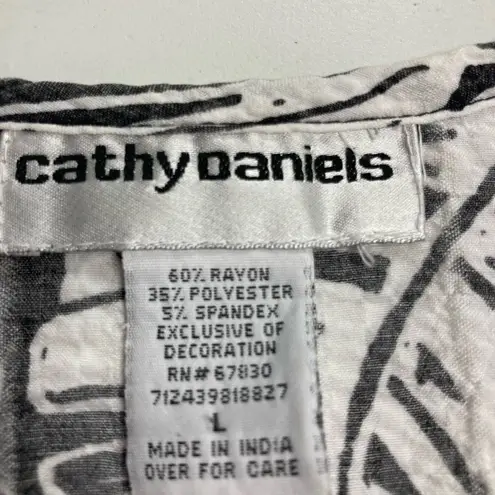 cathy Daniels
60% RAYON
35% POLYESTER
5% SPANDEX
EXCLUSIVE OF
DECORATION
RN# 67830
712439818827
L
MADE IN INDIA
OVER FOR CARE